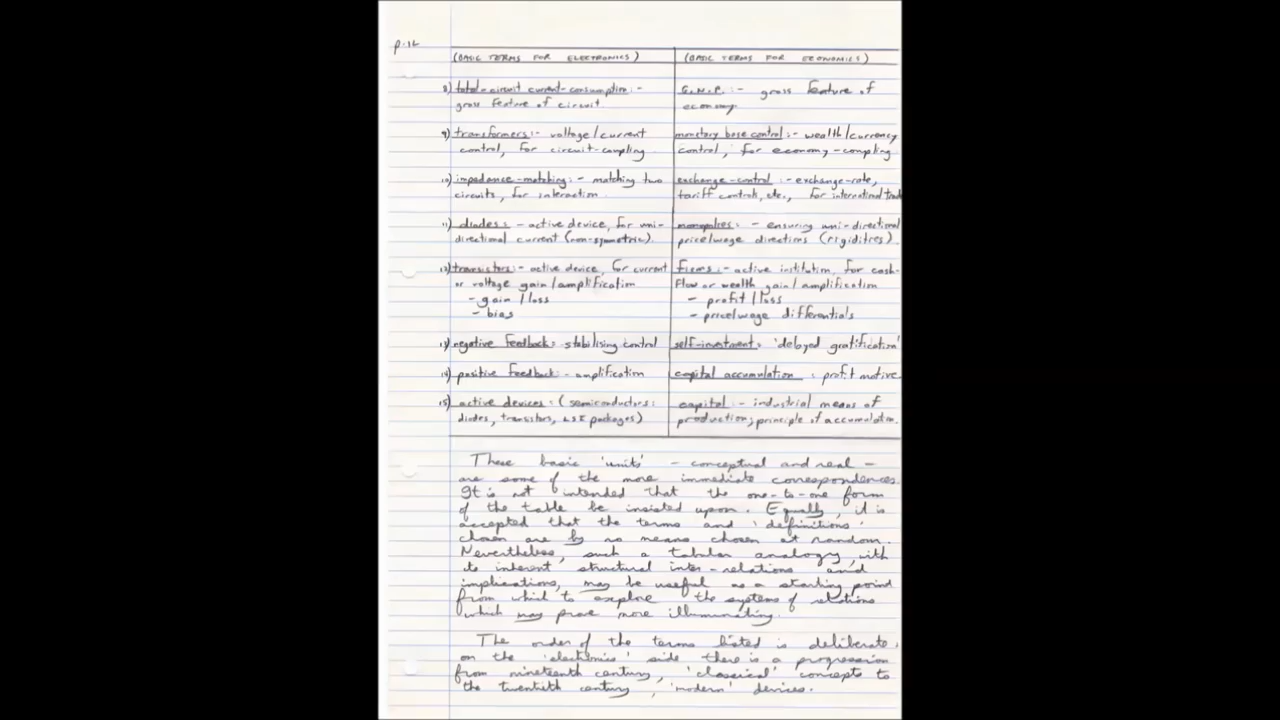 p.16
(BASIC TERMS FOR ELECTRONICS)
(BASIC TERMS FOR ECONOMICS)
8) total-circuit current-consumption:-
gross feature of circuit.
G.N.P. :- gross feature of
economy.
9) transformers:- voltage/current
control, for circuit-coupling
monetary base control:- wealth/currency
control, for economy-coupling
10) impedance-matching:- matching two
circuits, for interaction.
exchange-control :- exchange-rate,
tariff controls, etc., for international trade
11) diodes: - active device, for uni-
directional current (non-symmetric).
monopolies: - ensuring uni-directional
price/wage directions (rigidities)
12) transistors:- active device, for current
or voltage gain/amplification
- gain/loss
- bias
firms:- active institution, for cash-
flow or wealth gain/amplification
- profit/loss
- price/wage differentials
13) negative feedback: stabilising control
self-investment: 'delayed gratification'
14) positive feedback:- amplification
capital accumulation : profit motive.
15) active devices: (semiconductors:
diodes, transistors, LSI packages)
capital:- industrial means of
production; principle of accumulation.
These basic 'units' - conceptual and real -
are some of the more immediate correspondences.
It is not intended that the one-to-one form
of the table be insisted upon. Equally, it is
accepted that the terms and 'definitions'
chosen are by no means chosen at random.
Nevertheless, such a tabular analogy, with
its inherent structural inter-relations and
implications, may be useful as a starting point
from which to explore the systems of relations
which may prove more illuminating.
The order of the terms listed is deliberate:
on the 'electronics' side there is a progression
from nineteenth century, 'classical' concepts to
the twentieth century, 'modern' devices.